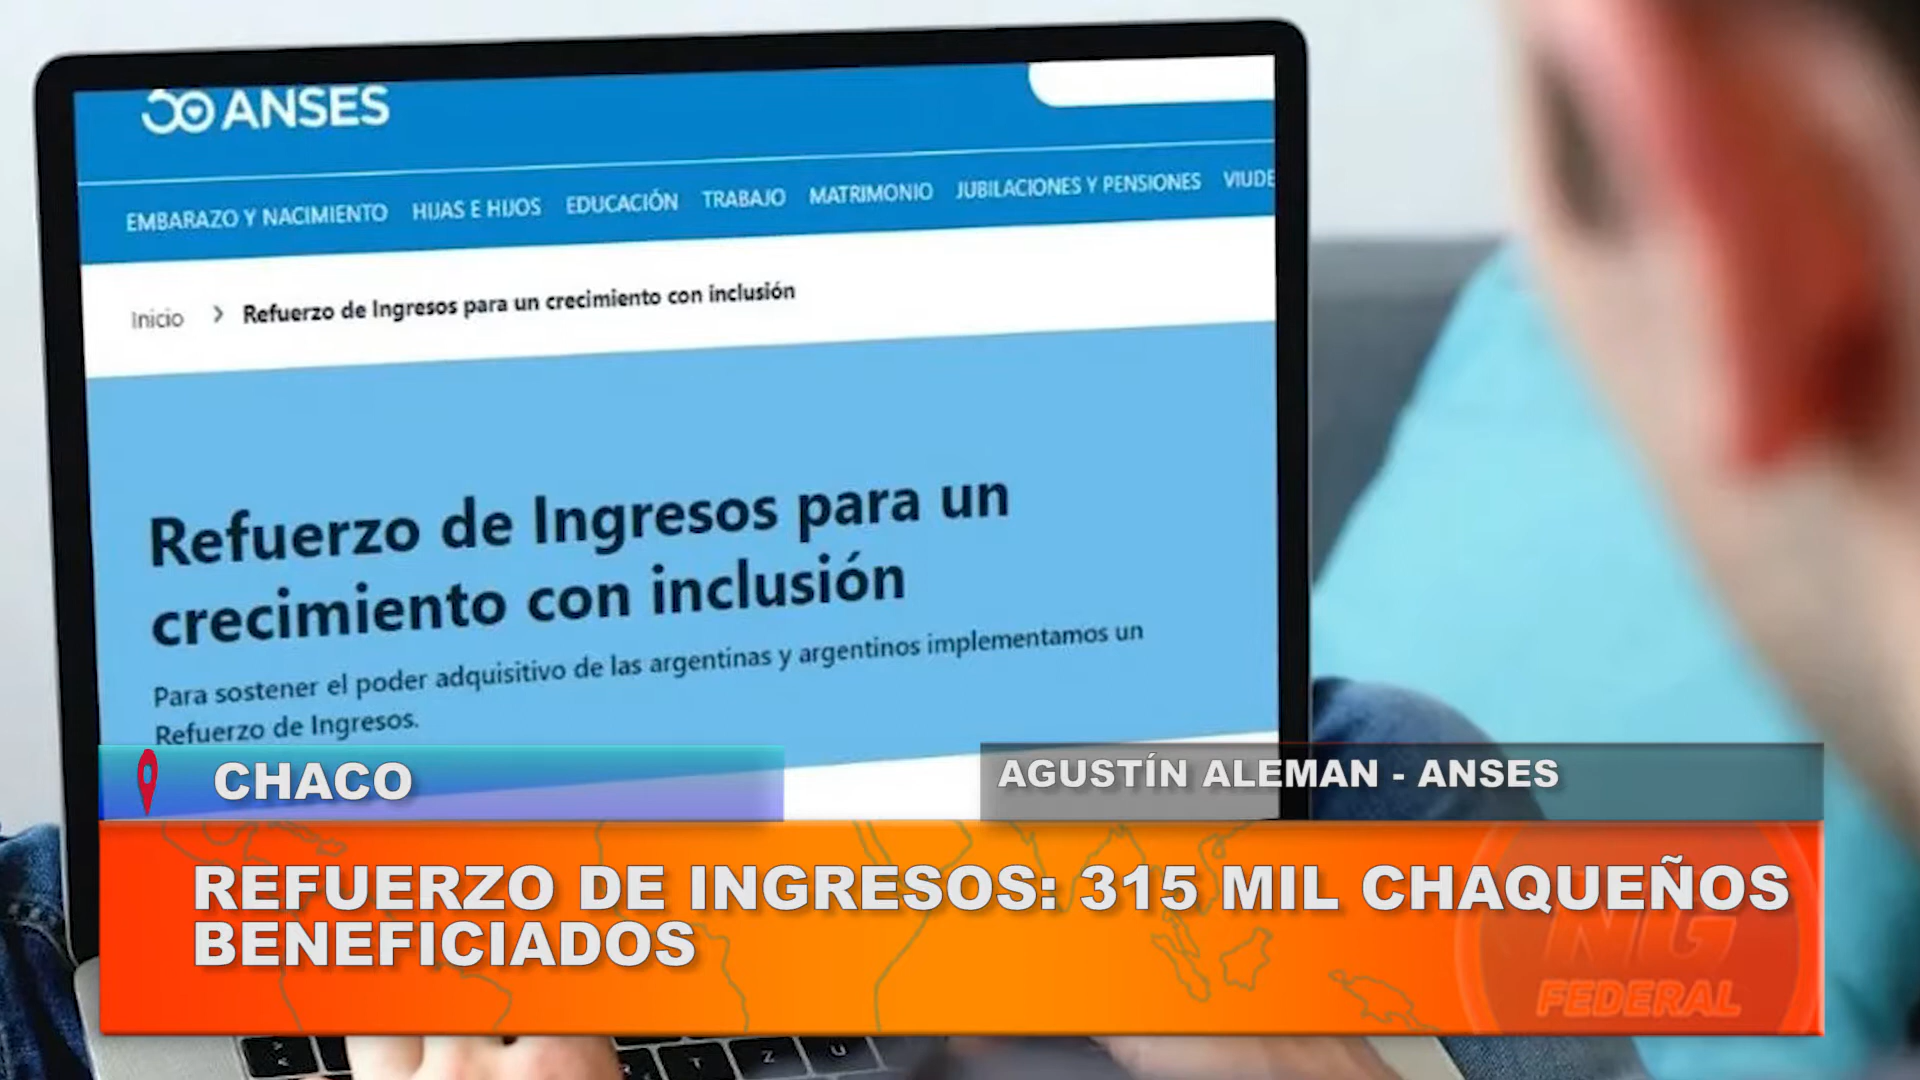 ANSES
EMBARAZO Y NACIMIENTO HIJAS E HIJOS EDUCACIÓN TRABAJO MATRIMONIO JUBILACIONES Y PENSIONES VIUDE
Inicio > Refuerzo de Ingresos para un crecimiento con inclusión
Refuerzo de Ingresos para un
crecimiento con inclusión
Para sostener el poder adquisitivo de las argentinas y argentinos implementamos un
Refuerzo de Ingresos.
CHACO
AGUSTÍN ALEMAN - ANSES
REFUERZO DE INGRESOS: 315 MIL CHAQUEÑOS
BENEFICIADOS
NG
FEDERAL
T Z U